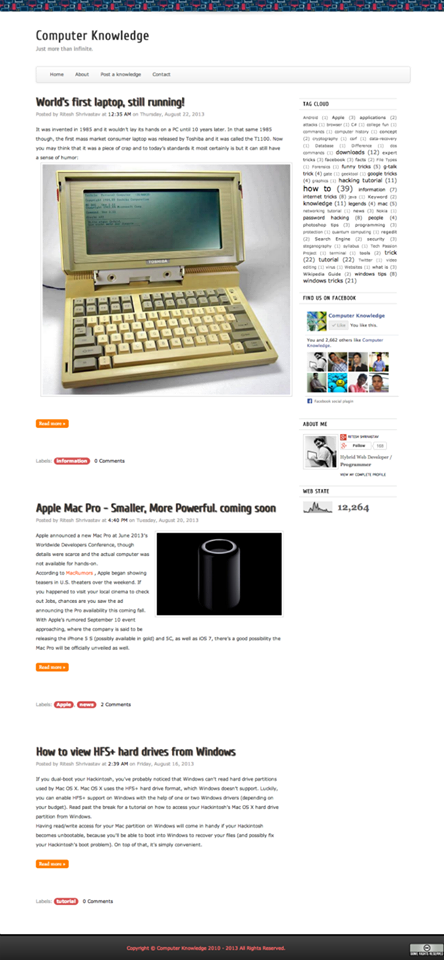 Computer Knowledge
Just more than Infinite.
Home About Post a knowledge Contact
World's first laptop, still running!
Posted by Ritosh Shrivastav at 12:35 AM on Thursday, August 22, 2013
It was invented in 1985 and it wouldn't lay its hands on a PC until 10 years later. In that same 1985
though, the first mass market consumer laptop was released by Toshiba and it was called the T1100. Now
you may think that it was a piece of crap and to today's standards it most certainly is but it can still have
a sense of humor:
TOSHIBA
Read more »
Labels: Information 0 Comments
Apple Mac Pro - Smaller, More Powerful. coming soon
Posted by Ritosh Shrivastav at 4:40 PM on Tuesday, August 20, 2013
Apple announced a new Mac Pro at June 2013's
Worldwide Developers Conference, though
details were scarce and the actual computer was
not available for hands-on.
According to MacRumors , Apple began showing
teasers in U.S. theaters over the weekend. If
you happened to visit your local cinema to check
out Jobs, chances are you saw the ad
announcing the Pro availability this coming fall.
With Apple's rumored September 10 event
approaching, where the company is said to be
releasing the iPhone 5 S (possibly available in gold) and 5C, as well as iOS 7, there's a good possibility the
Mac Pro will be officially unveiled as well.
Read more »
Labels: Apple , news 2 Comments
How to view HFS+ hard drives from Windows
Posted by Ritosh Shrivastav at 2:39 AM on Friday, August 16, 2013
If you dual-boot your Hackintosh, you've probably noticed that Windows can't read hard drive partitions
used by Mac OS X. Mac OS X uses the HFS+ hard drive format, which Windows doesn't support. Luckily,
you can enable HFS+ support on Windows with the help of one or two Windows drivers (depending on
your budget). Read past the break for a tutorial on how to access your Hackintosh's Mac OS X hard drive
partition from Windows.
Having read/write access for your Mac partition on Windows will come in handy if your Hackintosh
becomes unbootable, because you'll be able to boot into Windows to recover your files (and possibly fix
your Hackintosh's boot problem). On top of that, it's simply convenient.
Read more »
Labels: tutorial 0 Comments
TAG CLOUD
Android (1) Apple (3) applications (2)
attacks (1) browser (1) C# (1) college fun (1)
commands (1) computer history (1) concept
(2) cryptography (1) daif (1) data-recovery
(1) Database (1) Difference (1) dos
commands (2) downloads (12) expert
tricks (3) facebook (3) facts (2) File Types
(1) Forensics (1) funny tricks (5) g-talk
trick (4) gate (1) gonetool (1) google tricks
(4) graphics (1) hacking tutorial (11)
how to (39) information (7)
internet tricks (8) java (2) Keyword (2)
knowledge (11) legends (4) mac (5)
networking tutorial (1) News (3) Nokia (1)
password hacking (8) people (4)
photoshop tips (3) programming (3)
protection (1) quantum computing (1) regedit
(2) Search Engine (2) security (3)
steganography (1) syllabus (1) Tech Passion
Project (1) terminal (1) tools (2) trick
(22) tutorial (22) Twitter (1) video
editing (1) virus (1) Websites (1) what is (3)
Wikipedia Guide (2) windows tips (8)
windows tricks (21)
FIND US ON FACEBOOK
Computer Knowledge
Like You like this.
You and 2,662 others like Computer
Knowledge.
Facebook social plugin
ABOUT ME
RITOSH SHRIVASTAV
Follow
Hybrid Web Developer /
Programmer
VIEW MY COMPLETE PROFILE
WEB STATE
12,264
Copyright © Computer Knowledge 2010 - 2013 All Rights Reserved.
SOME RIGHTS RESERVED